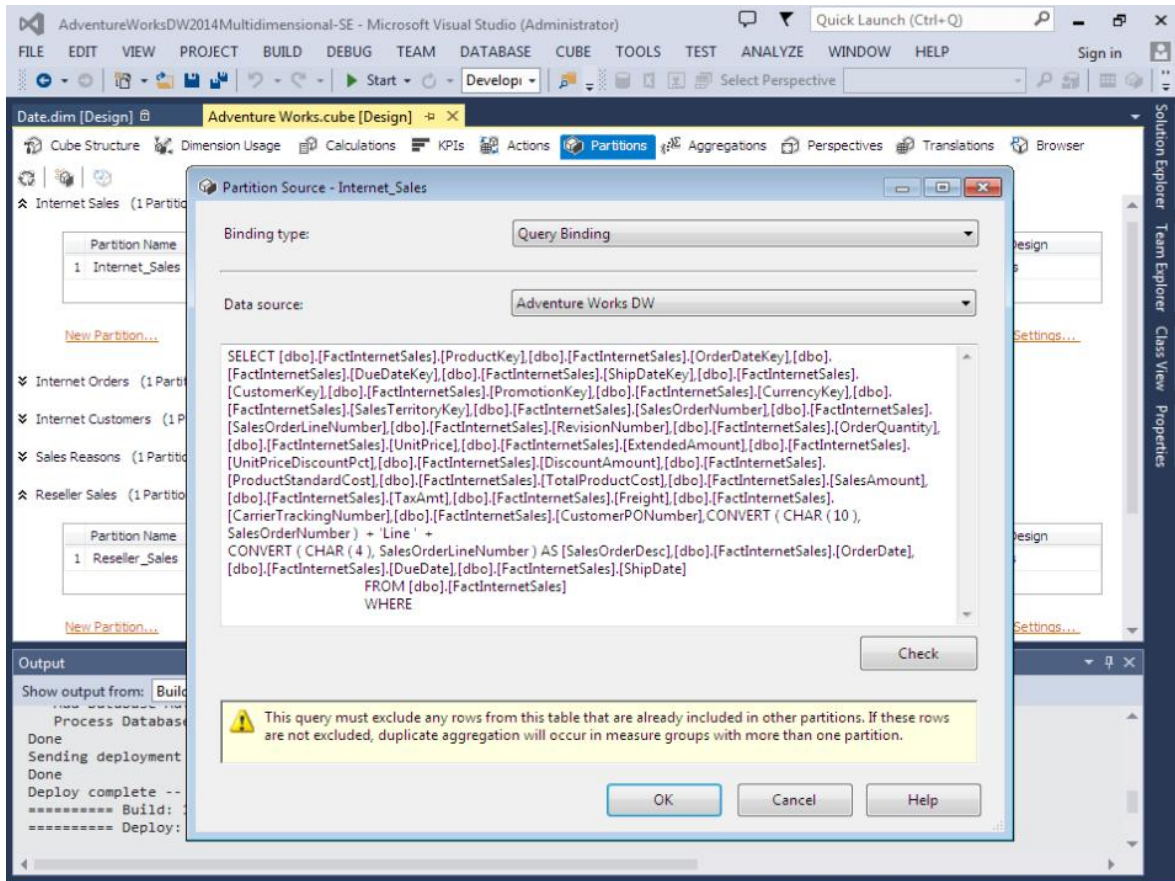 AdventureWorksDW2014Multidimensional-SE - Microsoft Visual Studio (Administrator)
Quick Launch (Ctrl+Q)
FILE EDIT VIEW PROJECT BUILD DEBUG TEAM DATABASE CUBE TOOLS TEST ANALYZE WINDOW HELP Sign in
Start Develop Select Perspective
Date.dim [Design] Adventure Works.cube [Design]
Cube Structure Dimension Usage Calculations KPIs Actions Partitions Aggregations Perspectives Translations Browser
Partition Source - Internet_Sales
Internet Sales (1 Partitio
Binding type: Query Binding
Partition Name
1 Internet_Sales
Data source: Adventure Works DW
New Partition...
Settings...
SELECT [dbo].[FactInternetSales].[ProductKey],[dbo].[FactInternetSales].[OrderDateKey],[dbo].
[FactInternetSales].[DueDateKey],[dbo].[FactInternetSales].[ShipDateKey],[dbo].[FactInternetSales].
[CustomerKey],[dbo].[FactInternetSales].[PromotionKey],[dbo].[FactInternetSales].[CurrencyKey],[dbo].
[FactInternetSales].[SalesTerritoryKey],[dbo].[FactInternetSales].[SalesOrderNumber],[dbo].[FactInternetSales].
[SalesOrderLineNumber],[dbo].[FactInternetSales].[RevisionNumber],[dbo].[FactInternetSales].[OrderQuantity],
[dbo].[FactInternetSales].[UnitPrice],[dbo].[FactInternetSales].[ExtendedAmount],[dbo].[FactInternetSales].
[UnitPriceDiscountPct],[dbo].[FactInternetSales].[DiscountAmount],[dbo].[FactInternetSales].
[ProductStandardCost],[dbo].[FactInternetSales].[TotalProductCost],[dbo].[FactInternetSales].[SalesAmount],
[dbo].[FactInternetSales].[TaxAmt],[dbo].[FactInternetSales].[Freight],[dbo].[FactInternetSales].
[CarrierTrackingNumber],[dbo].[FactInternetSales].[CustomerPONumber],CONVERT ( CHAR ( 10 ),
SalesOrderNumber ) + 'Line ' +
CONVERT ( CHAR ( 4 ), SalesOrderLineNumber ) AS [SalesOrderDesc],[dbo].[FactInternetSales].[OrderDate],
[dbo].[FactInternetSales].[DueDate],[dbo].[FactInternetSales].[ShipDate]
FROM [dbo].[FactInternetSales]
WHERE
Internet Orders (1 Parti
Internet Customers (1 P
Sales Reasons (1 Partitio
Reseller Sales (1 Partitio
Partition Name
1 Reseller_Sales
New Partition...
Settings...
Check
This query must exclude any rows from this table that are already included in other partitions. If these rows
are not excluded, duplicate aggregation will occur in measure groups with more than one partition.
OK Cancel Help
Output
Show output from: Build
Process Database
Done
Sending deployment
Done
Deploy complete --
========== Build:
========== Deploy:
Solution Explorer
Team Explorer
Class View
Properties